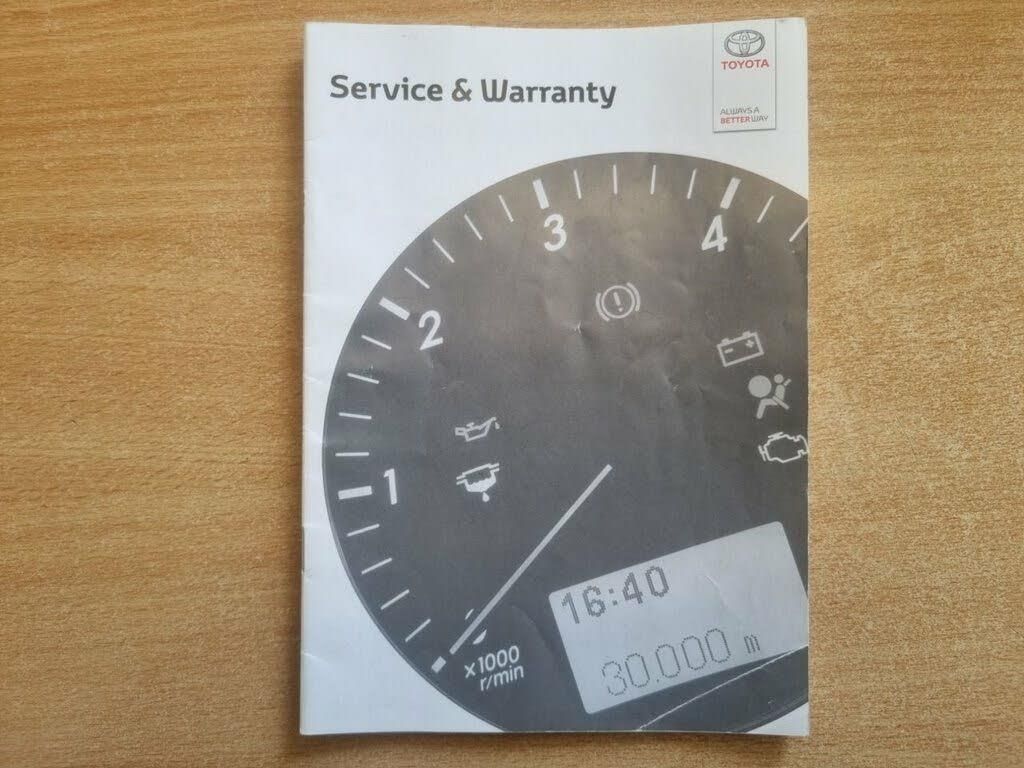 Service & Warranty
TOYOTA
ALWAYS A
BETTER WAY
3
4
2
1
16:40
30.000 m
x1000
r/min